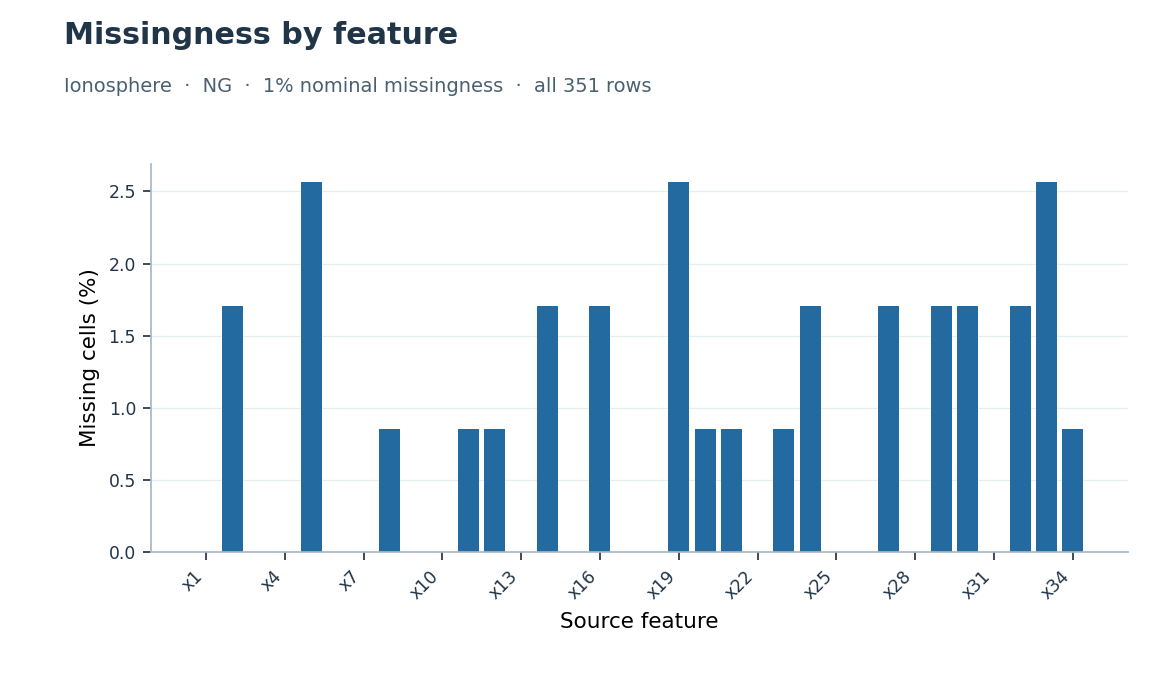 Missingness by feature
Ionosphere · NG · 1% nominal missingness · all 351 rows
2.5
2.0
1.5
1.0
0.5
0.0
Missing cells (%)
x1 x4 x7 x10 x13 x16 x19 x22 x25 x28 x31 x34
Source feature